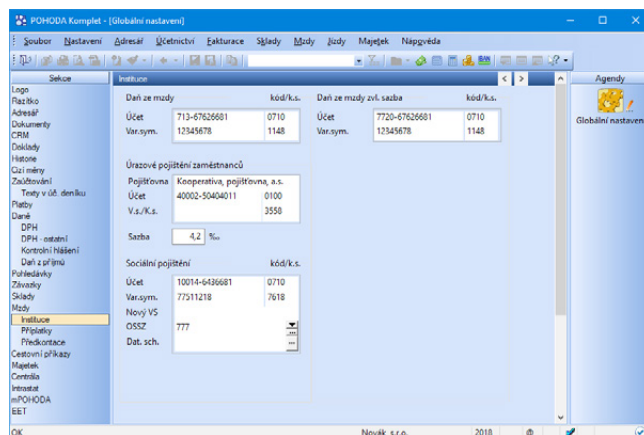 POHODA Komplet - [Globální nastavení]
Soubor Nastavení Adresář Účetnictví Fakturace Sklady Mzdy Jízdy Majetek Nápověda
Sekce
Instituce
Agendy
Logo
Razítko
Adresář
Dokumenty
CRM
Doklady
Historie
Cizí měny
Zaúčtování
Texty v úč. deníku
Platby
Daně
DPH
DPH - ostatní
Kontrolní hlášení
Daň z příjmů
Pohledávky
Závazky
Sklady
Mzdy
Instituce
Příplatky
Předkontace
Cestovní příkazy
Majetek
Centrála
Intrastat
mPOHODA
EET
Daň ze mzdy kód/k.s.
Účet 713-67626681 0710
Var.sym. 12345678 1148
Daň ze mzdy zvl. sazba kód/k.s.
Účet 7720-67626681 0710
Var.sym. 12345678 1148
Úrazové pojištění zaměstnanců
Pojišťovna Kooperativa, pojišťovna, a.s.
Účet 40002-50404011 0100
V.s./K.s. 3558
Sazba 4,2 ‰
Sociální pojištění kód/k.s.
Účet 10014-6436681 0710
Var.sym. 77511218 7618
Nový VS
OSSZ 777
Dat. sch.
Globální nastavení
OK Novák s.r.o. 2018 @